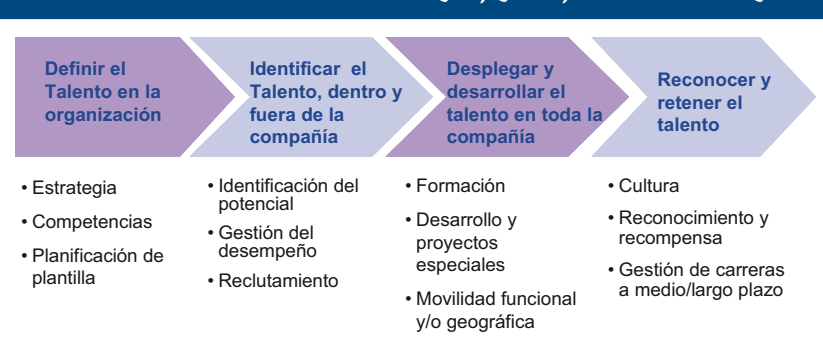 Definir el
Talento en la
organización
Identificar el
Talento, dentro y
fuera de la
compañía
Desplegar y
desarrollar el
talento en toda la
compañía
Reconocer y
retener el
talento
• Estrategia
• Competencias
• Planificación de
plantilla
• Identificación del
potencial
• Gestión del
desempeño
• Reclutamiento
• Formación
• Desarrollo y
proyectos
especiales
• Movilidad funcional
y/o geográfica
• Cultura
• Reconocimiento y
recompensa
• Gestión de carreras
a medio/largo plazo